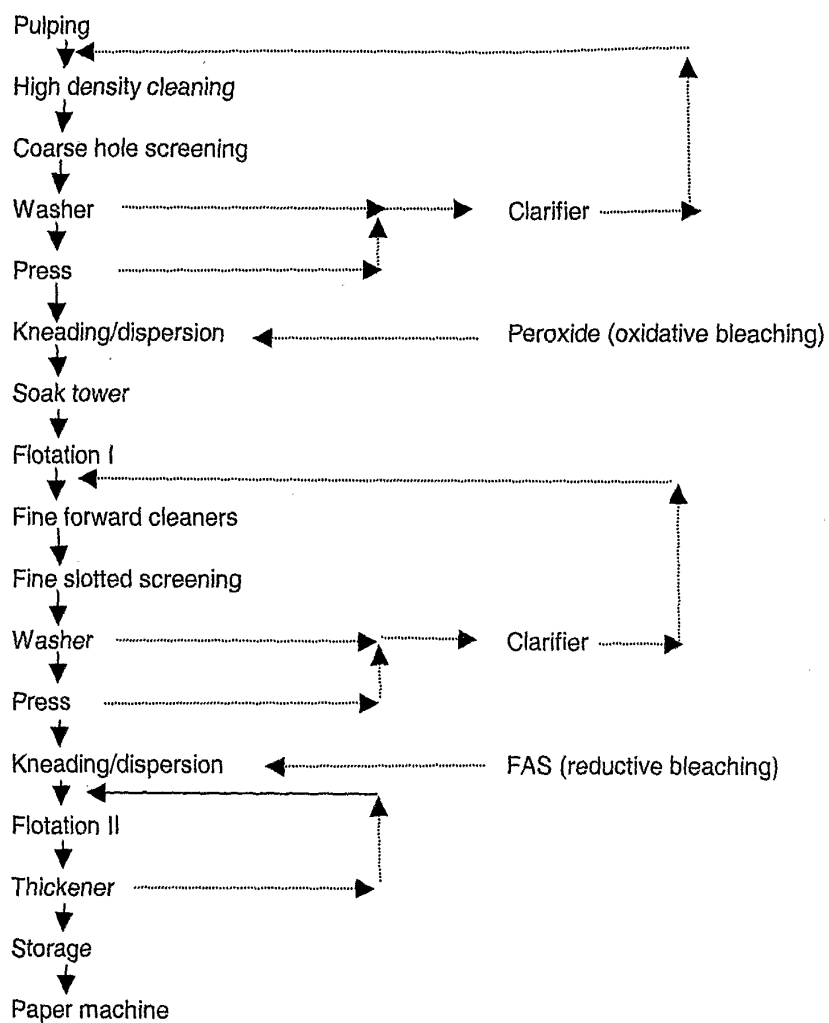 Pulping
High density cleaning
Coarse hole screening
Washer Clarifier
Press
Kneading/dispersion Peroxide (oxidative bleaching)
Soak tower
Flotation I
Fine forward cleaners
Fine slotted screening
Washer Clarifier
Press
Kneading/dispersion FAS (reductive bleaching)
Flotation II
Thickener
Storage
Paper machine